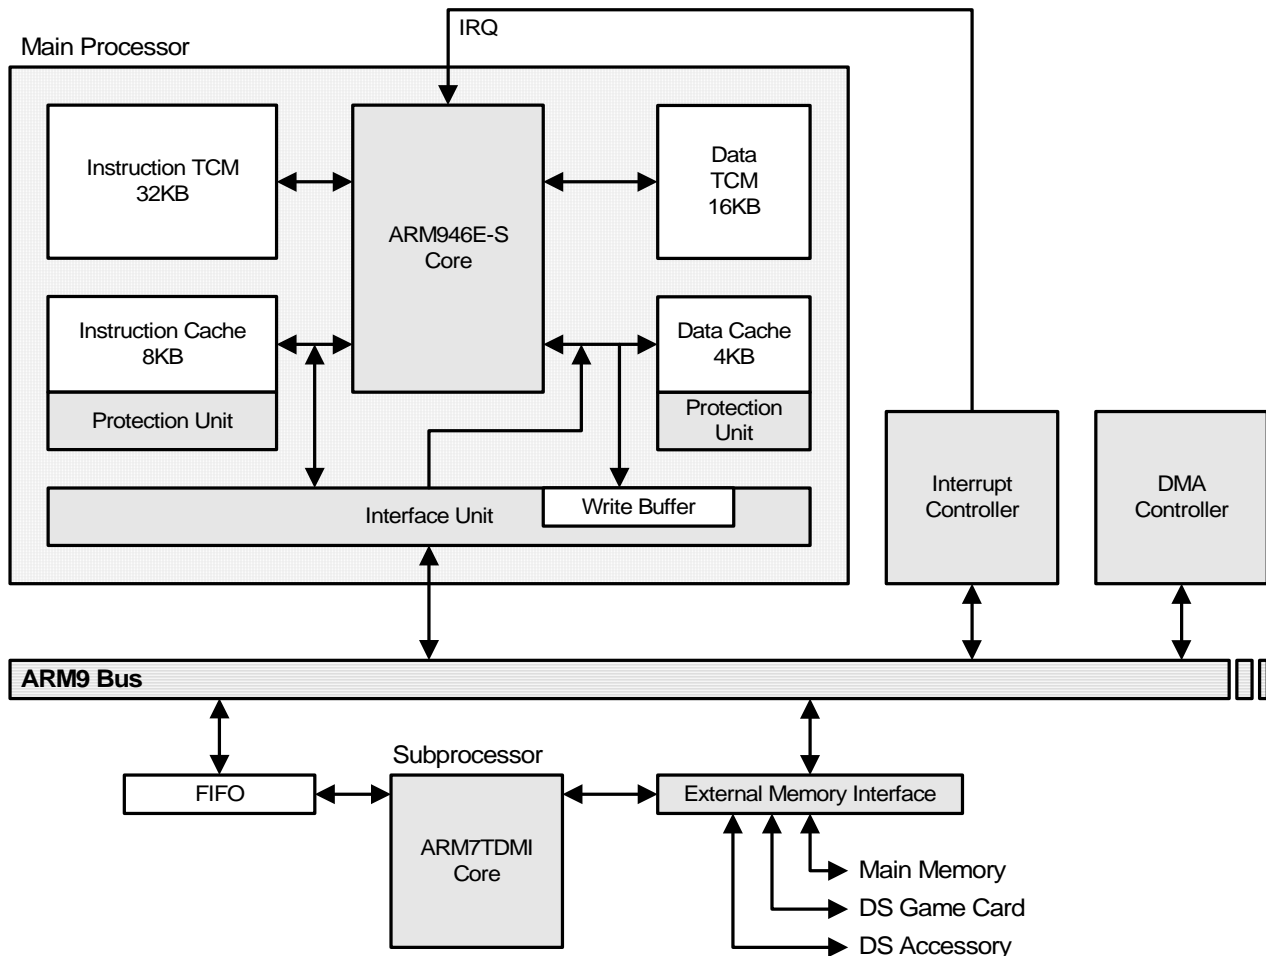 IRQ
Main Processor
Instruction TCM
32KB
Data
TCM
16KB
ARM946E-S
Core
Instruction Cache
8KB
Data Cache
4KB
Protection Unit
Protection
Unit
Interrupt
Controller
DMA
Controller
Write Buffer
Interface Unit
ARM9 Bus
Subprocessor
FIFO
External Memory Interface
ARM7TDMI
Core
Main Memory
DS Game Card
DS Accessory